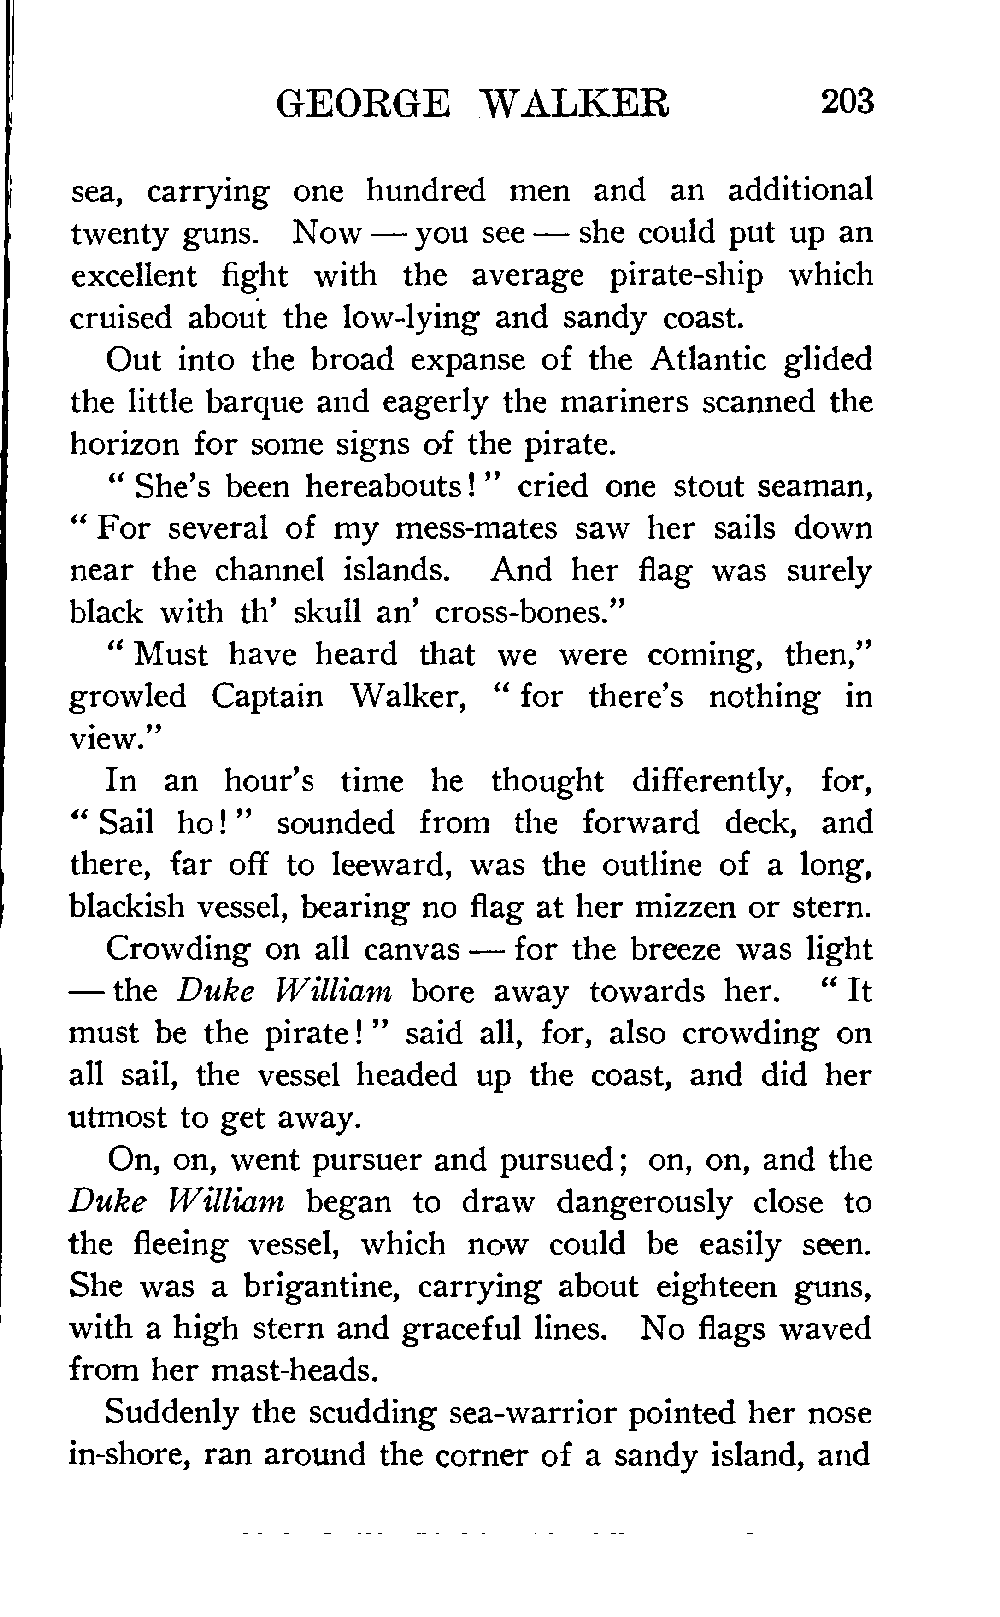 GEORGE WALKER 203
sea, carrying one hundred men and an additional
twenty guns. Now — you see — she could put up an
excellent fight with the average pirate-ship which
cruised about the low-lying and sandy coast.
Out into the broad expanse of the Atlantic glided
the little barque and eagerly the mariners scanned the
horizon for some signs of the pirate.
“ She’s been hereabouts! ” cried one stout seaman,
“ For several of my mess-mates saw her sails down
near the channel islands. And her flag was surely
black with th’ skull an’ cross-bones.”
“ Must have heard that we were coming, then,”
growled Captain Walker, “ for there’s nothing in
view.”
In an hour’s time he thought differently, for,
“ Sail ho! ” sounded from the forward deck, and
there, far off to leeward, was the outline of a long,
blackish vessel, bearing no flag at her mizzen or stern.
Crowding on all canvas — for the breeze was light
— the Duke William bore away towards her. “ It
must be the pirate! ” said all, for, also crowding on
all sail, the vessel headed up the coast, and did her
utmost to get away.
On, on, went pursuer and pursued; on, on, and the
Duke William began to draw dangerously close to
the fleeing vessel, which now could be easily seen.
She was a brigantine, carrying about eighteen guns,
with a high stern and graceful lines. No flags waved
from her mast-heads.
Suddenly the scudding sea-warrior pointed her nose
in-shore, ran around the corner of a sandy island, and